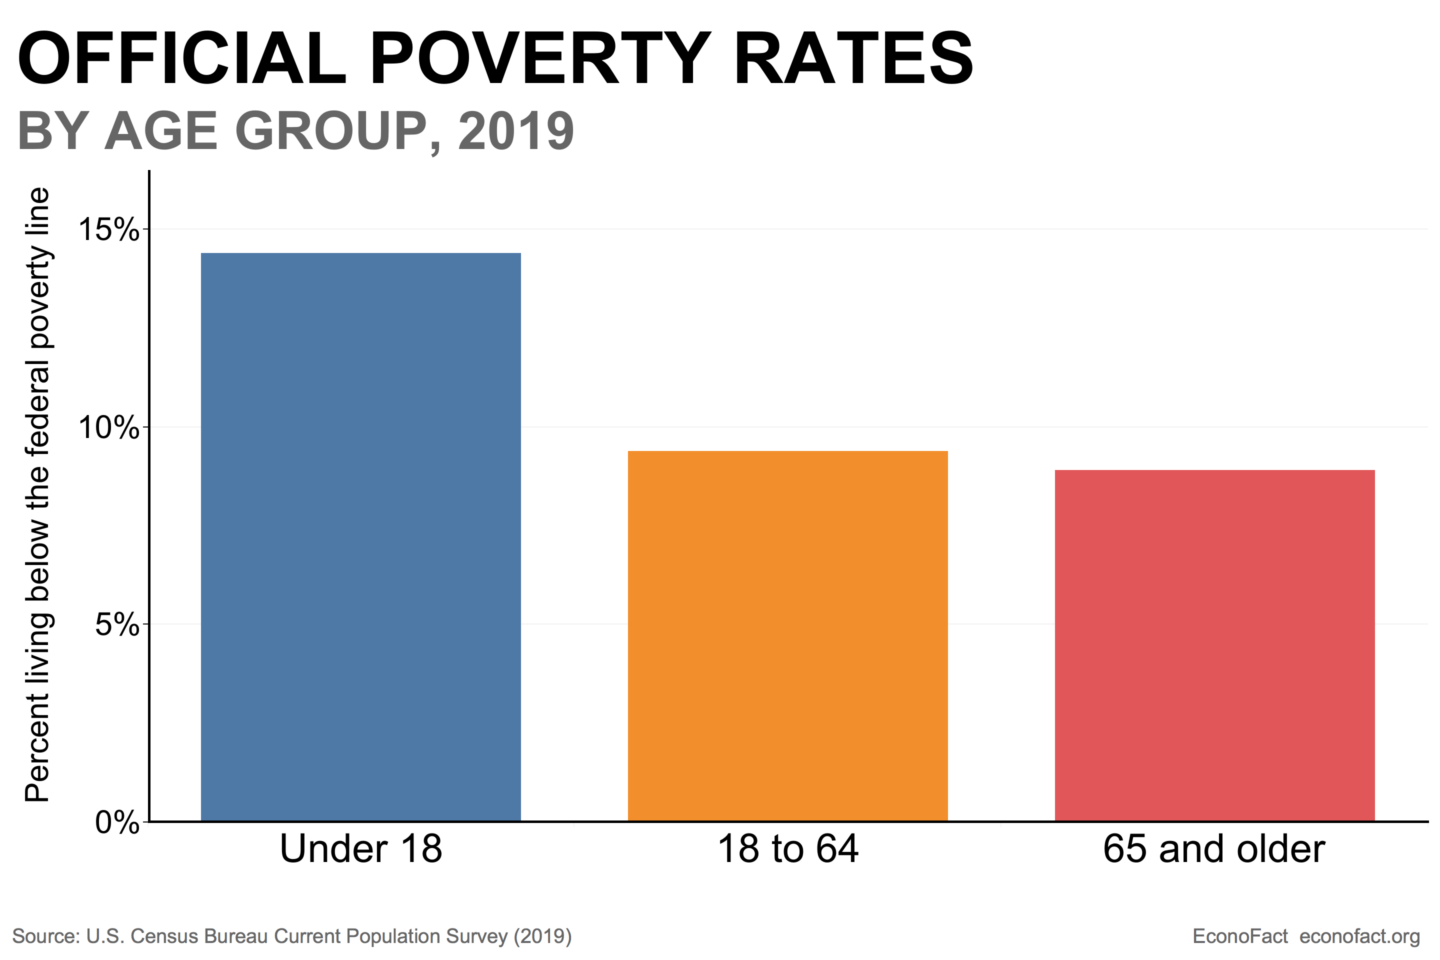 OFFICIAL POVERTY RATES
BY AGE GROUP, 2019
Percent living below the federal poverty line
15%
10%
5%
0%
Under 18
18 to 64
65 and older
Source: U.S. Census Bureau Current Population Survey (2019)
EconoFact econofact.org